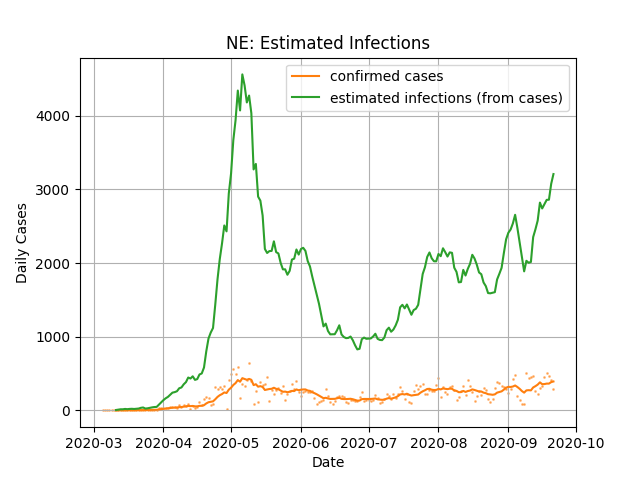 NE: Estimated Infections
confirmed cases
estimated infections (from cases)
Daily Cases
4000
3000
2000
1000
0
2020-03 2020-04 2020-05 2020-06 2020-07 2020-08 2020-09 2020-10
Date